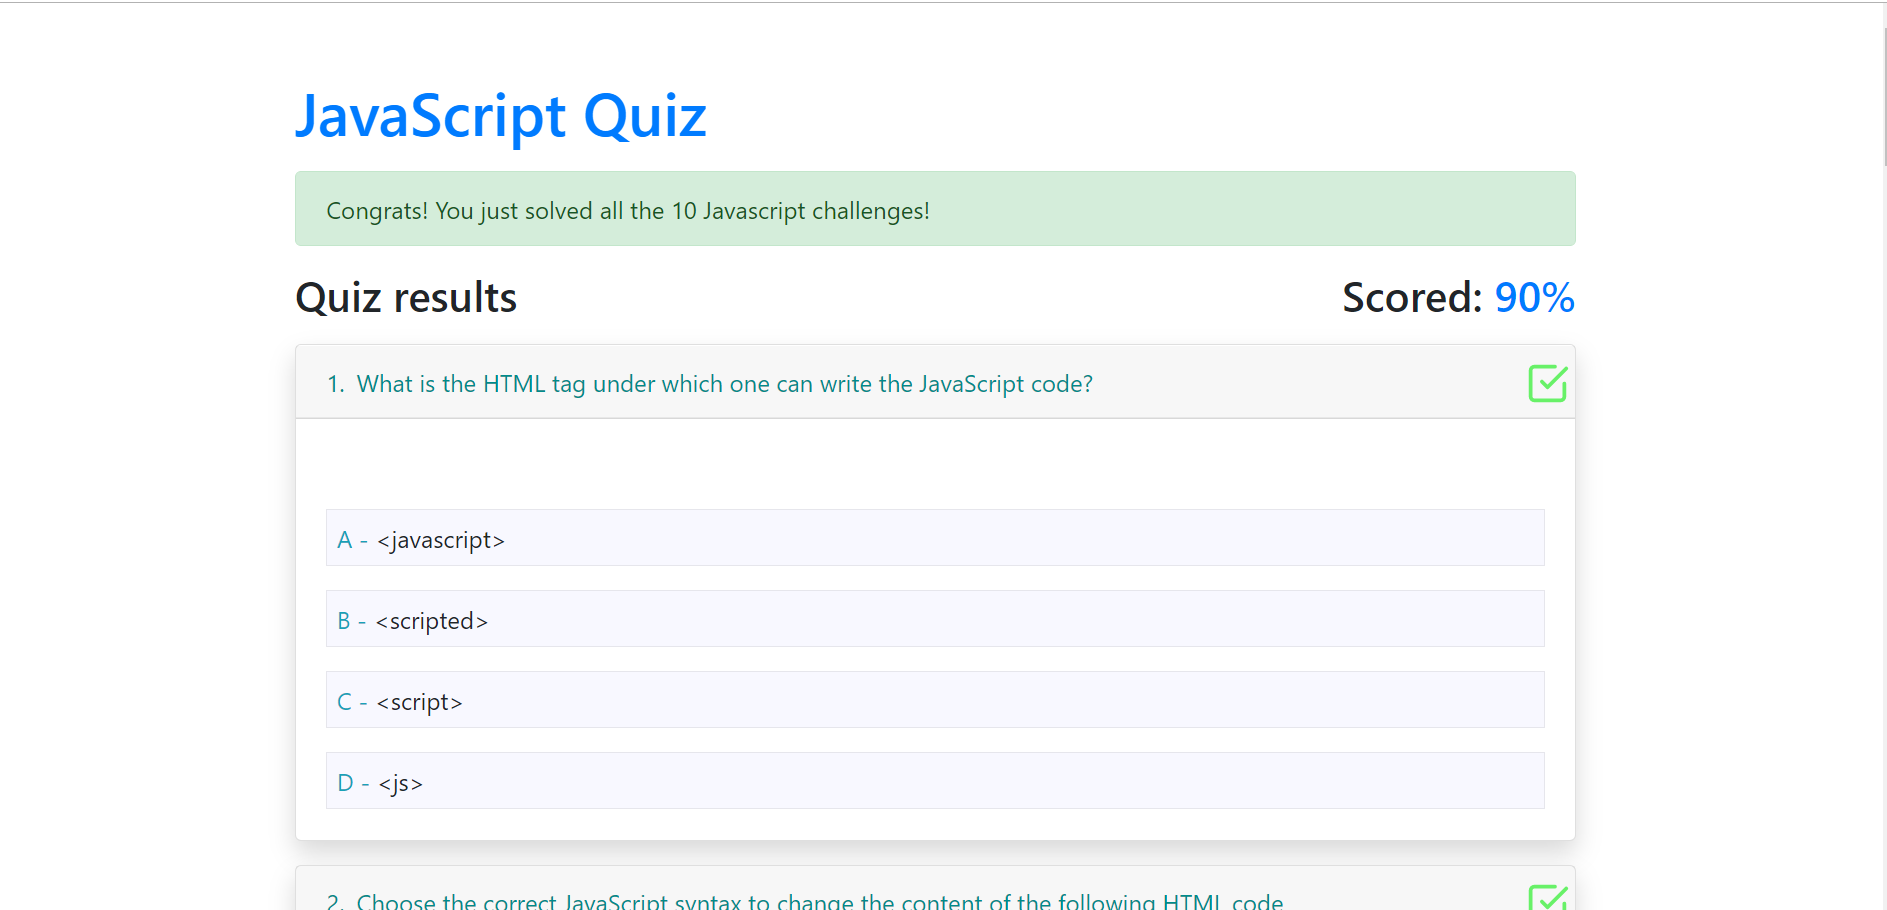 JavaScript Quiz
Congrats! You just solved all the 10 Javascript challenges!
Quiz results
Scored: 90%
1. What is the HTML tag under which one can write the JavaScript code?
A - <javascript>
B - <scripted>
C - <script>
D - <js>
2. Choose the correct JavaScript syntax to change the content of the following HTML code